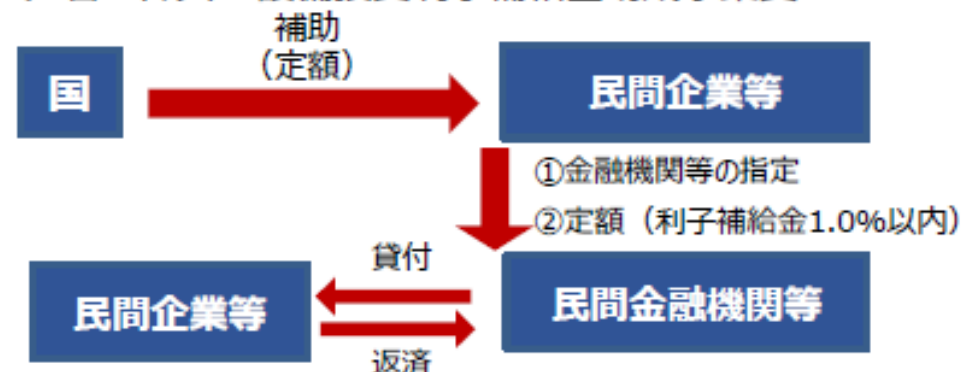 補助
（定額）
国
民間企業等
①金融機関等の指定
②定額（利子補給金1.0%以内）
貸付
民間企業等
民間金融機関等
返済